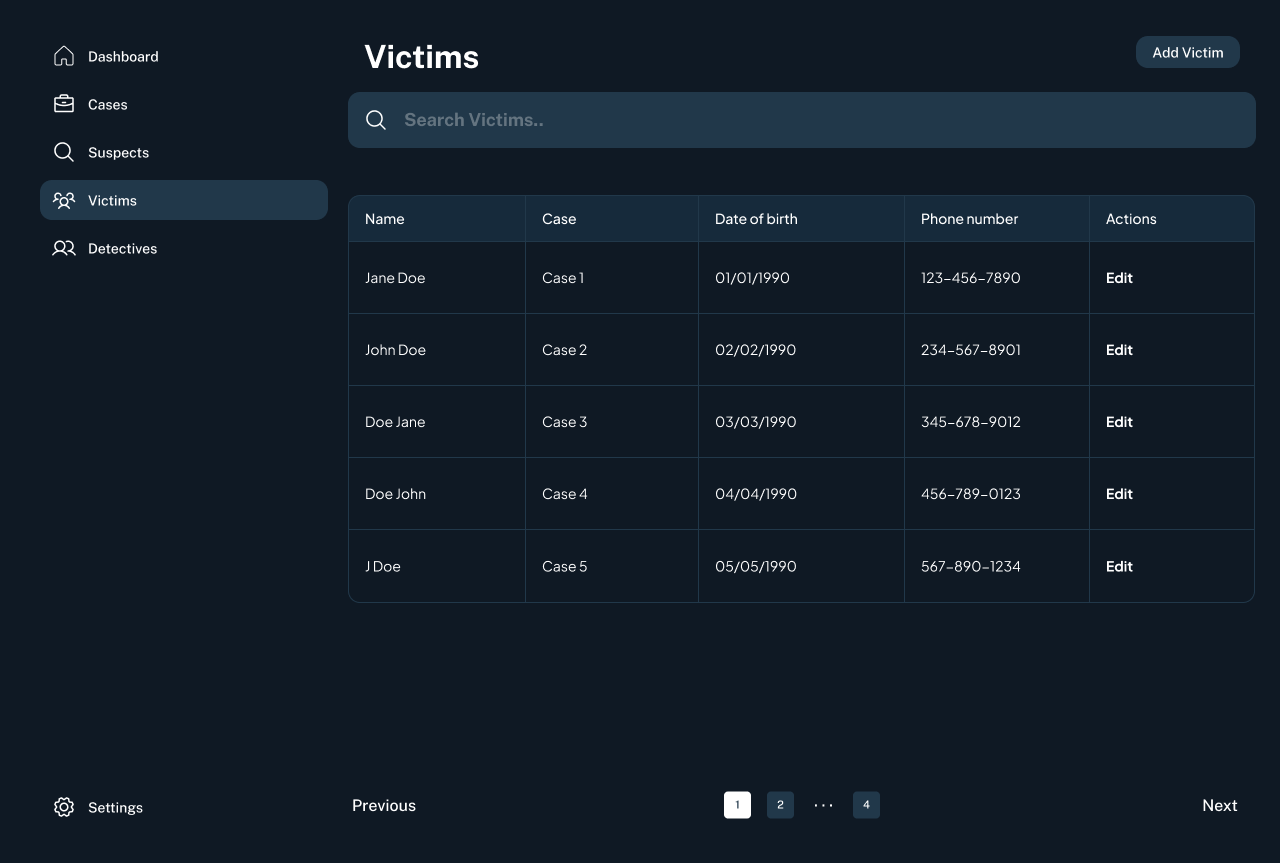 Dashboard
Cases
Suspects
Victims
Detectives
Settings
Victims
Add Victim
Search Victims..
Name Case Date of birth Phone number Actions
Jane Doe Case 1 01/01/1990 123-456-7890 Edit
John Doe Case 2 02/02/1990 234-567-8901 Edit
Doe Jane Case 3 03/03/1990 345-678-9012 Edit
Doe John Case 4 04/04/1990 456-789-0123 Edit
J Doe Case 5 05/05/1990 567-890-1234 Edit
Previous 1 2 ... 4 Next